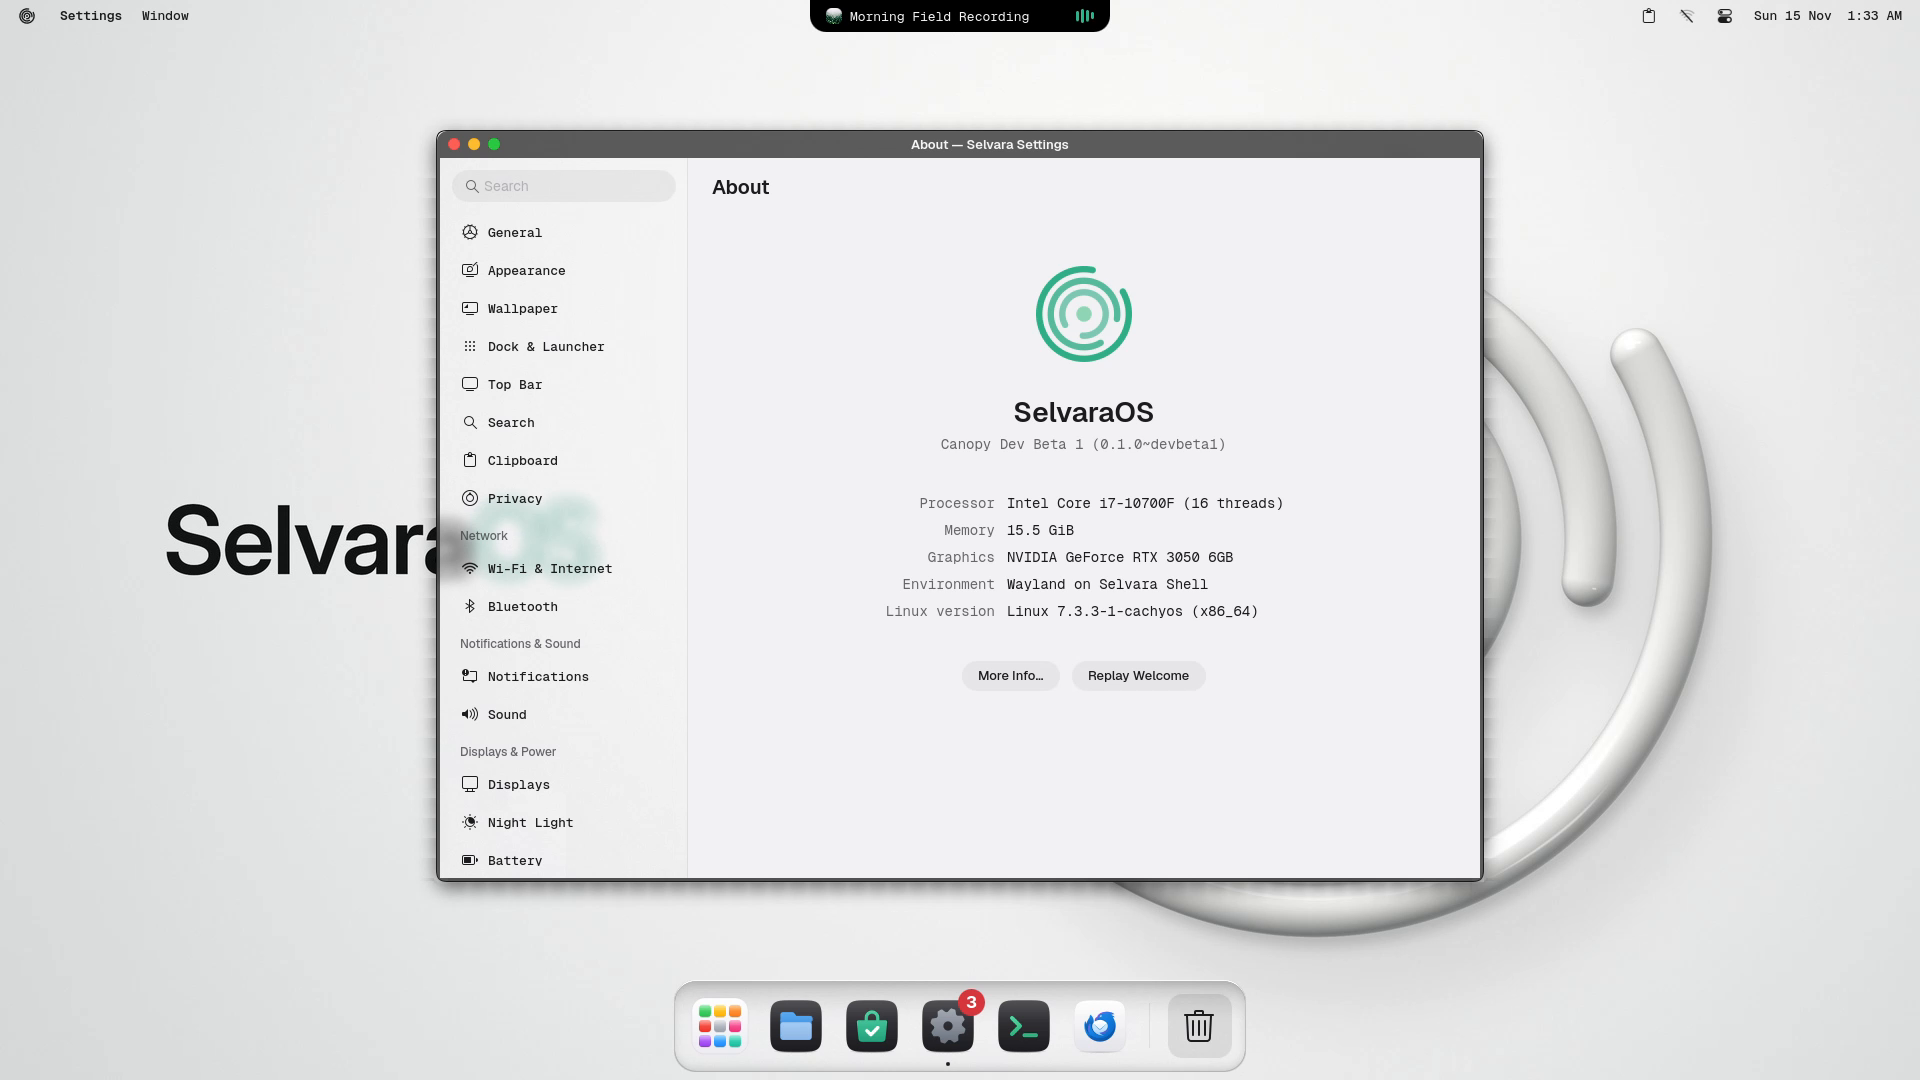 Settings Window
Morning Field Recording
Sun 15 Nov 1:33 AM
About — Selvara Settings
Search
General
Appearance
Wallpaper
Dock & Launcher
Top Bar
Search
Clipboard
Privacy
Network
Wi-Fi & Internet
Bluetooth
Notifications & Sound
Notifications
Sound
Displays & Power
Displays
Night Light
Battery
About
SelvaraOS
Canopy Dev Beta 1 (0.1.0~devbeta1)
Processor Intel Core i7-10700F (16 threads)
Memory 15.5 GiB
Graphics NVIDIA GeForce RTX 3050 6GB
Environment Wayland on Selvara Shell
Linux version Linux 7.3.3-1-cachyos (x86_64)
More Info... Replay Welcome
SelvaraOS
3